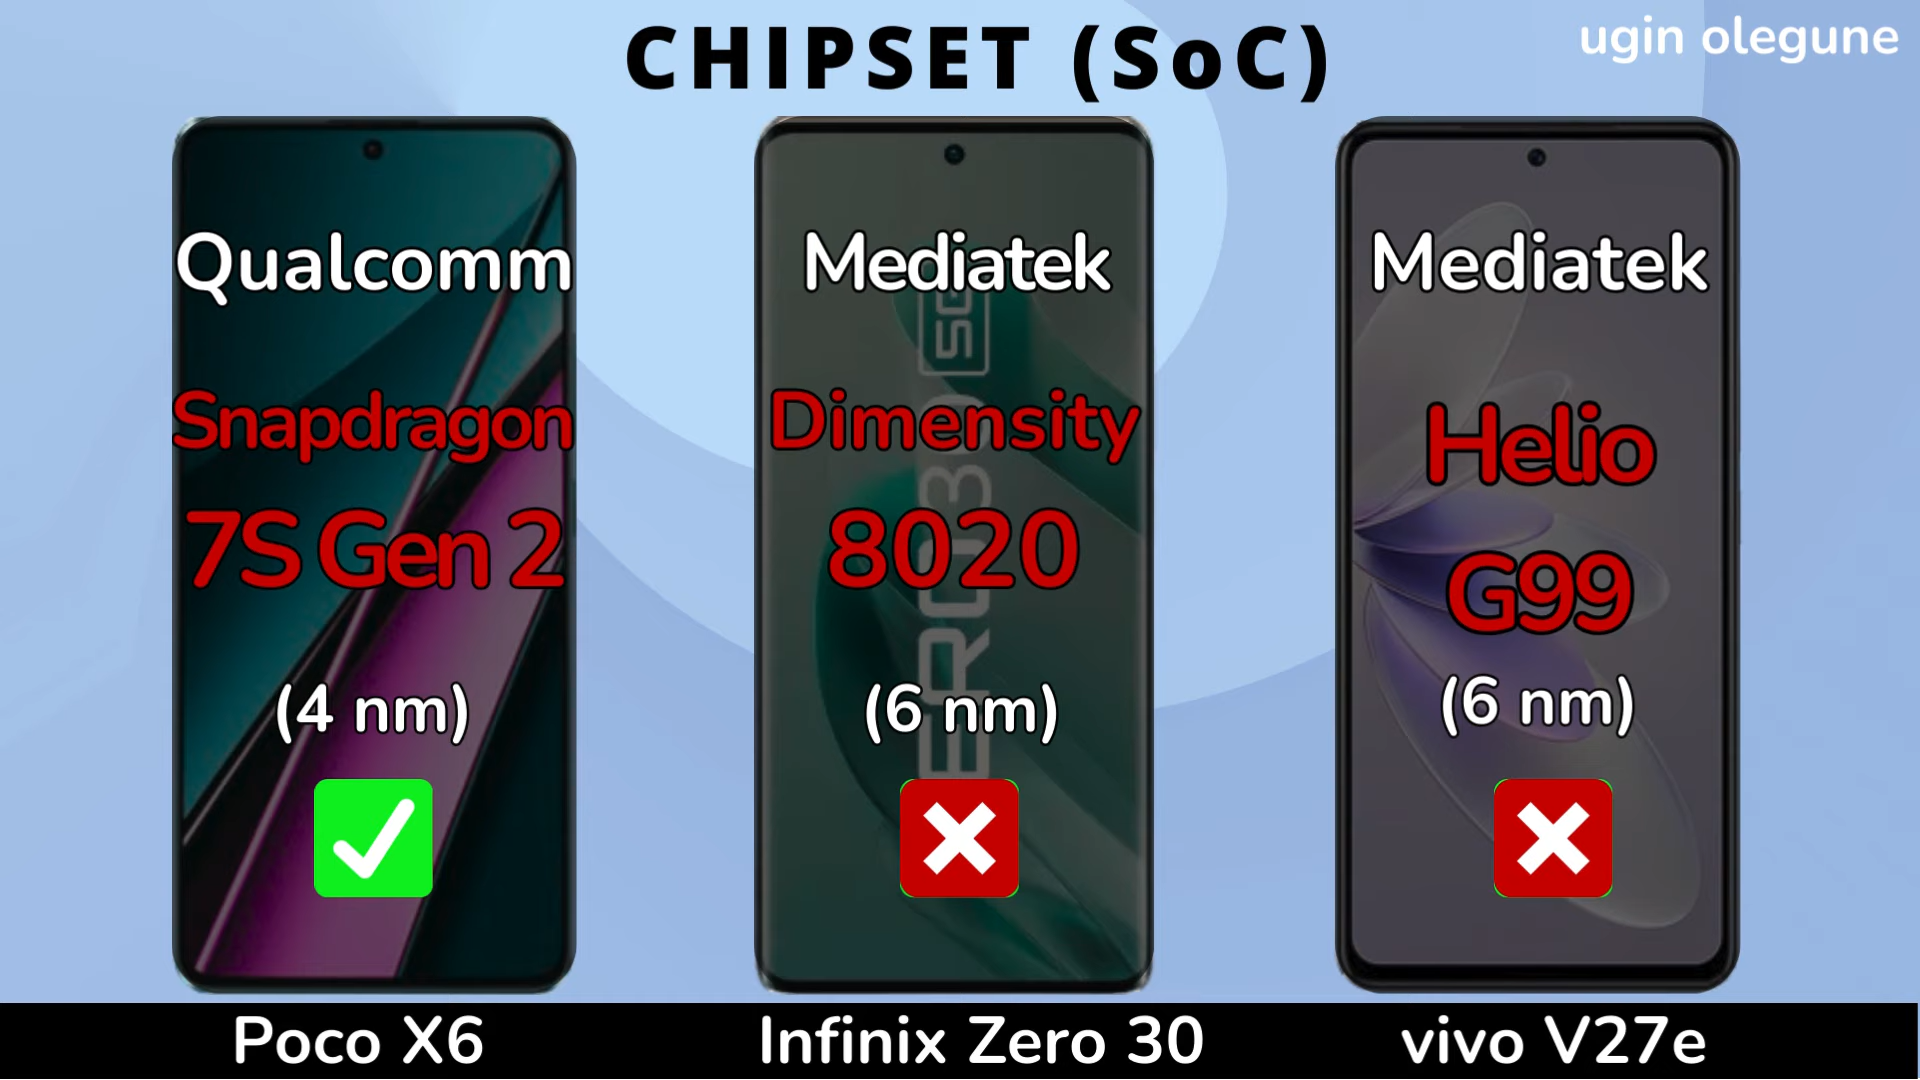 CHIPSET (SoC)
ugin olegune
Qualcomm
Snapdragon
7S Gen 2
(4 nm)
Poco X6
Mediatek
Dimensity
8020
(6 nm)
Infinix Zero 30
Mediatek
Helio
G99
(6 nm)
vivo V27e